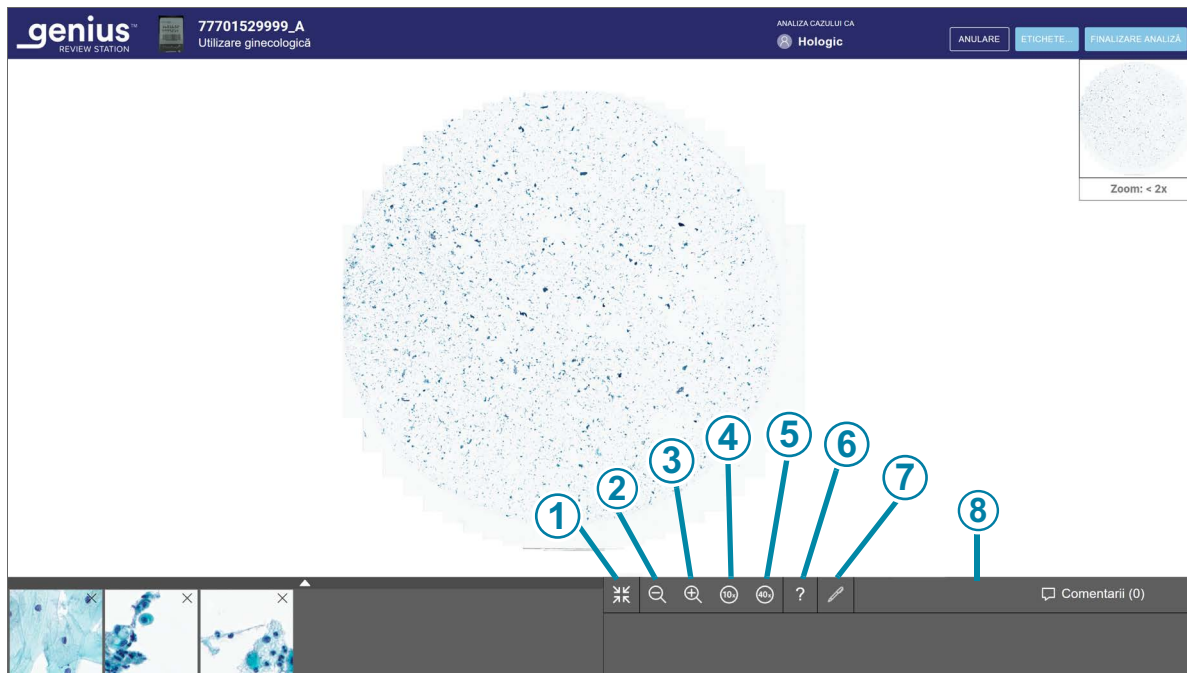 genius™
REVIEW STATION
77701529999_A
Utilizare ginecologică
ANALIZA CAZULUI CA
Hologic
ANULARE
ETICHETE...
FINALIZARE ANALIZĂ
Zoom: < 2x
1
2
3
4
5
6
7
8
10x
40x
?
Comentarii (0)